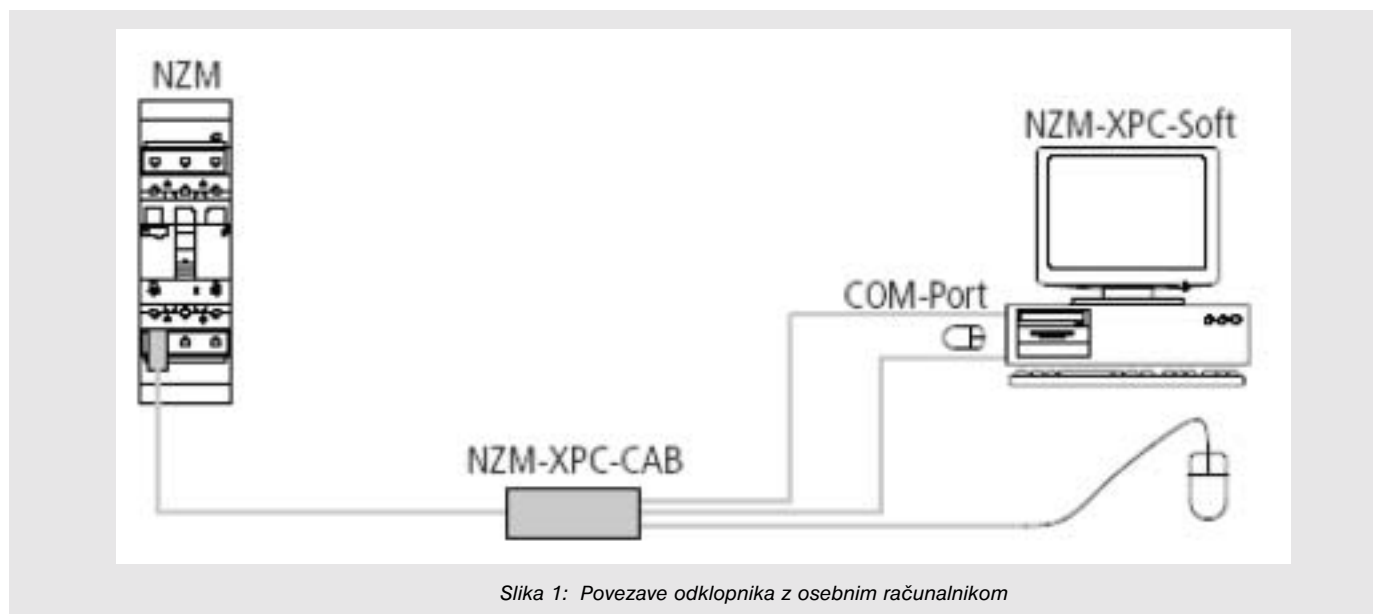 NZM
NZM-XPC-Soft
COM-Port
NZM-XPC-CAB
Slika 1: Povezave odklopnika z osebnim računalnikom